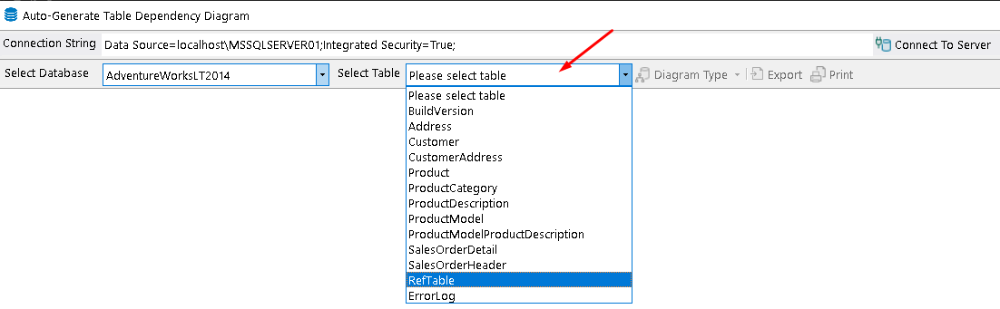 Auto-Generate Table Dependency Diagram
Connection String Data Source=localhost\MSSQLSERVER01;Integrated Security=True; Connect To Server
Select Database AdventureWorksLT2014 Select Table Please select table Diagram Type Export Print
Please select table
BuildVersion
Address
Customer
CustomerAddress
Product
ProductCategory
ProductDescription
ProductModel
ProductModelProductDescription
SalesOrderDetail
SalesOrderHeader
RefTable
ErrorLog